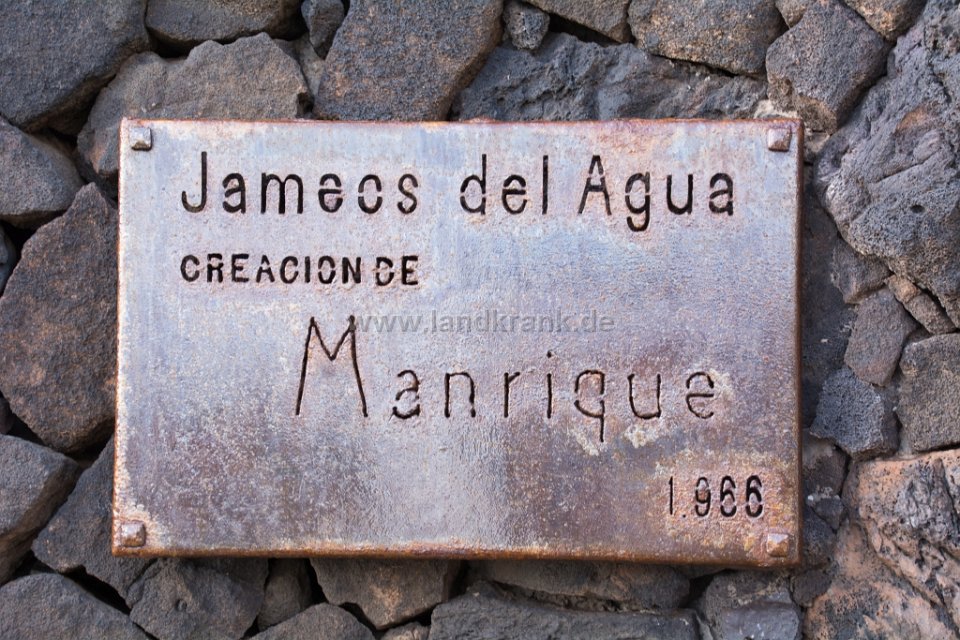 Jameos del Agua
CREACION DE
www.landkrank.de
Manrique
1.966